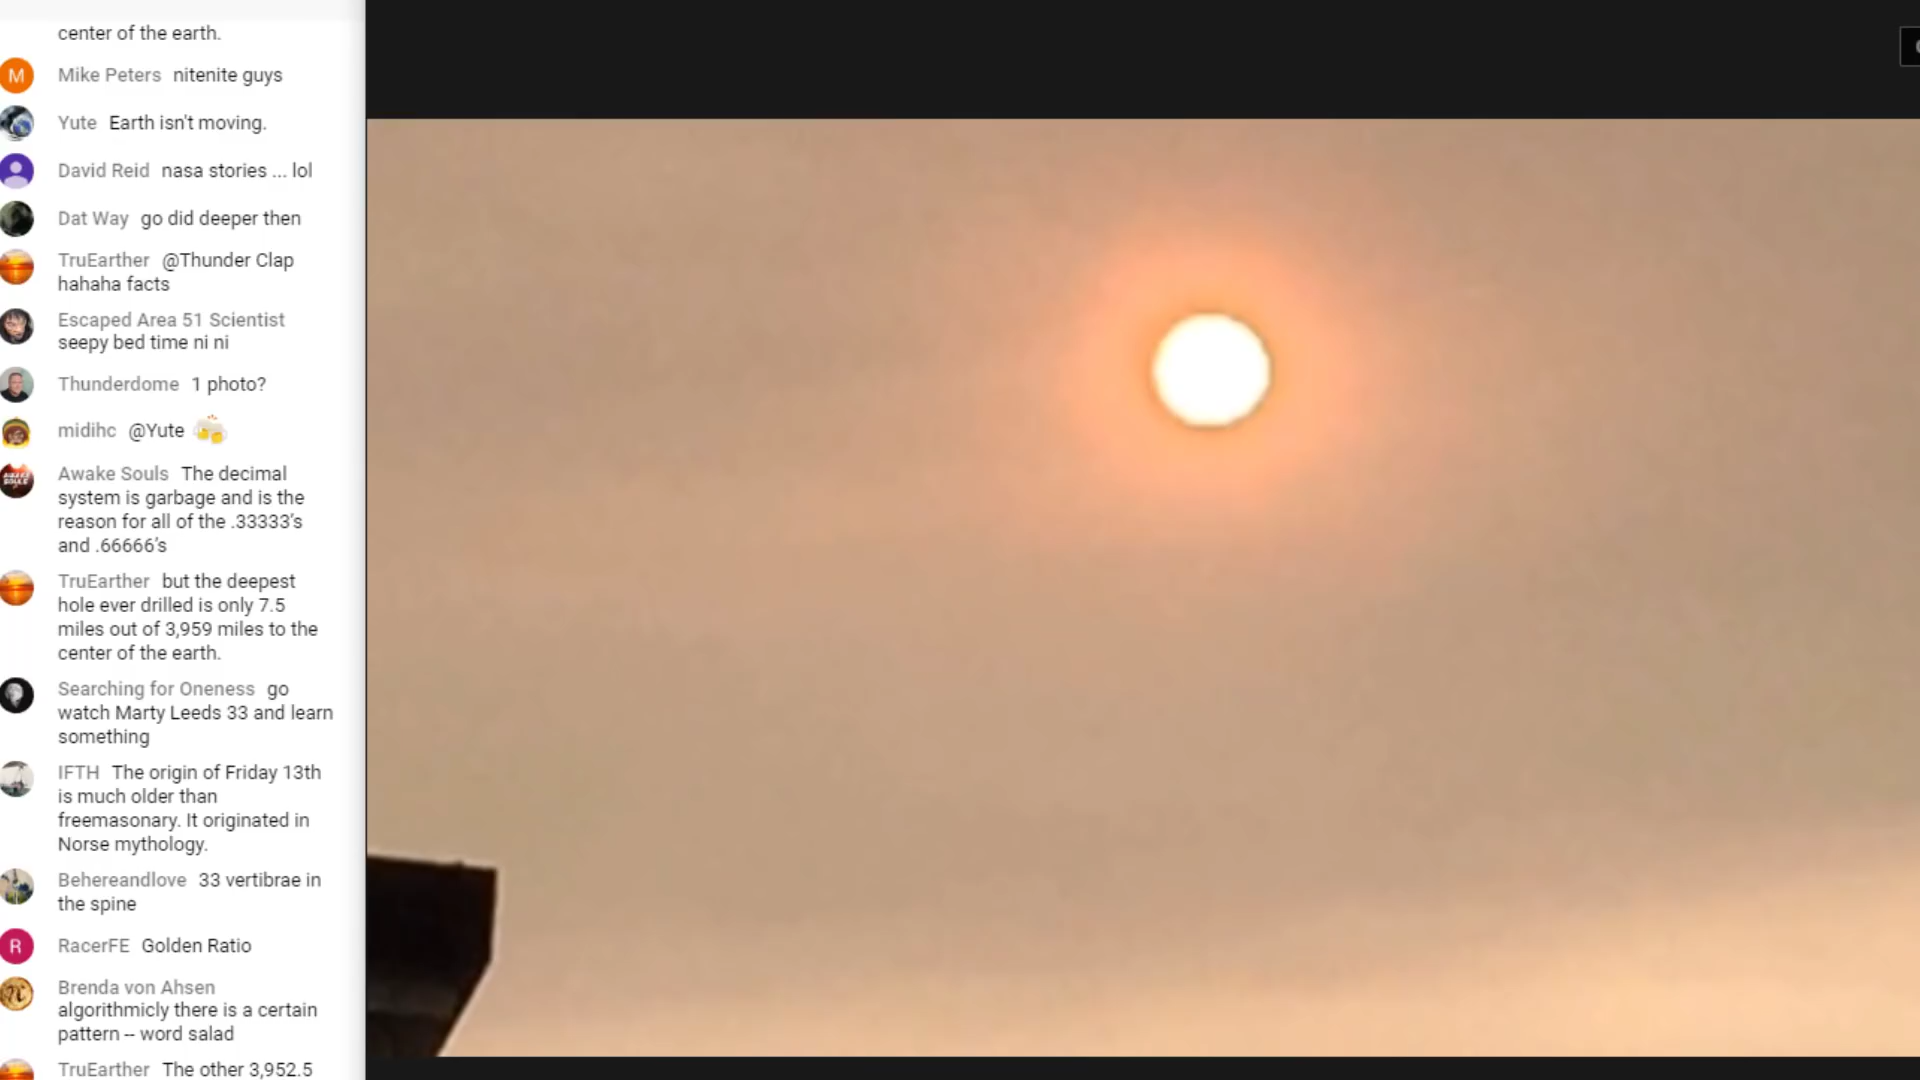 center of the earth.
M
Mike Peters nitenite guys
Yute Earth isn't moving.
David Reid nasa stories ... lol
Dat Way go did deeper then
TruEarther @Thunder Clap
hahaha facts
Escaped Area 51 Scientist
seepy bed time ni ni
Thunderdome 1 photo?
midihc @Yute
Awake Souls The decimal
system is garbage and is the
reason for all of the .33333's
and .66666's
TruEarther but the deepest
hole ever drilled is only 7.5
miles out of 3,959 miles to the
center of the earth.
Searching for Oneness go
watch Marty Leeds 33 and learn
something
IFTH The origin of Friday 13th
is much older than
freemasonary. It originated in
Norse mythology.
Behereandlove 33 vertibrae in
the spine
R
RacerFE Golden Ratio
Brenda von Ahsen
algorithmicly there is a certain
pattern -- word salad
TruEarther The other 3,952.5